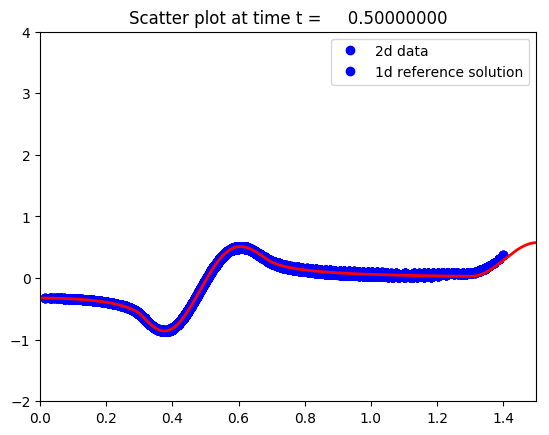 Scatter plot at time t =     0.50000000
4
3
2
1
0
−1
−2
2d data
1d reference solution
0.0 0.2 0.4 0.6 0.8 1.0 1.2 1.4